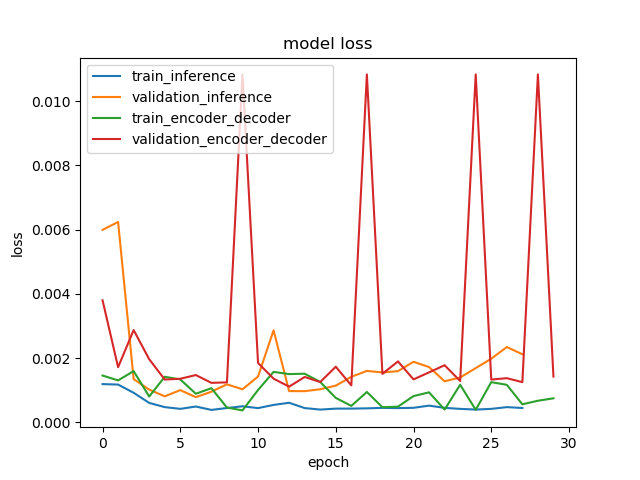 model loss
train_inference
validation_inference
train_encoder_decoder
validation_encoder_decoder
0.010
0.008
0.006
0.004
0.002
0.000
loss
0 5 10 15 20 25 30
epoch